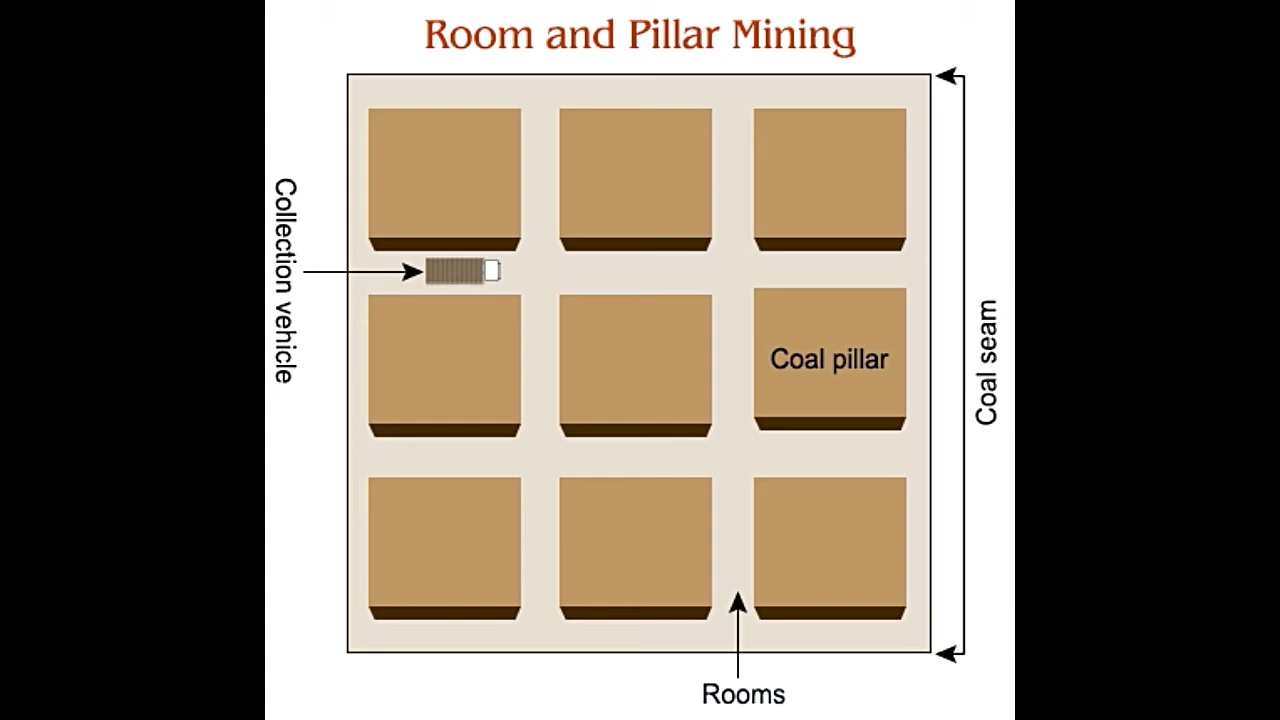 Room and Pillar Mining
Collection vehicle
Coal pillar
Coal seam
Rooms